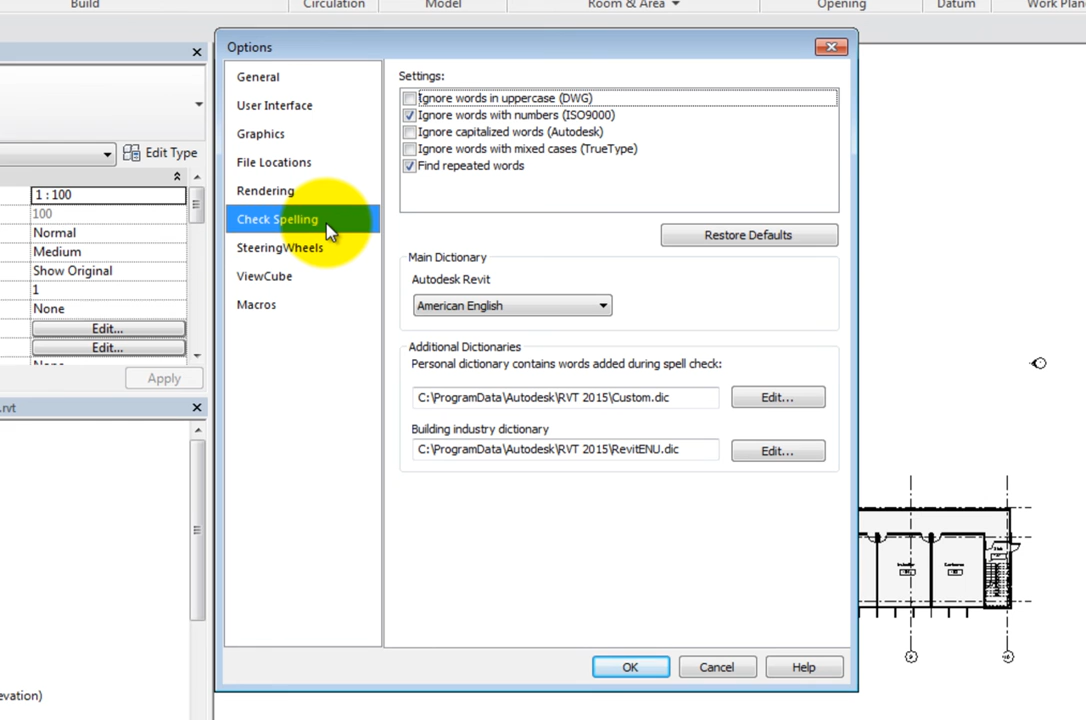 Build
Circulation
Model
Room & Area
Opening
Datum
Work Plan
Options
General
User Interface
Graphics
File Locations
Rendering
Check Spelling
SteeringWheels
ViewCube
Macros
Settings:
Ignore words in uppercase (DWG)
Ignore words with numbers (ISO9000)
Ignore capitalized words (Autodesk)
Ignore words with mixed cases (TrueType)
Find repeated words
Restore Defaults
Main Dictionary
Autodesk Revit
American English
Additional Dictionaries
Personal dictionary contains words added during spell check:
C:\ProgramData\Autodesk\RVT 2015\Custom.dic
Edit...
Building industry dictionary
C:\ProgramData\Autodesk\RVT 2015\RevitENU.dic
Edit...
OK
Cancel
Help
Edit Type
1 : 100
100
Normal
Medium
Show Original
1
None
Edit...
Edit...
Apply
.rvt
evation)